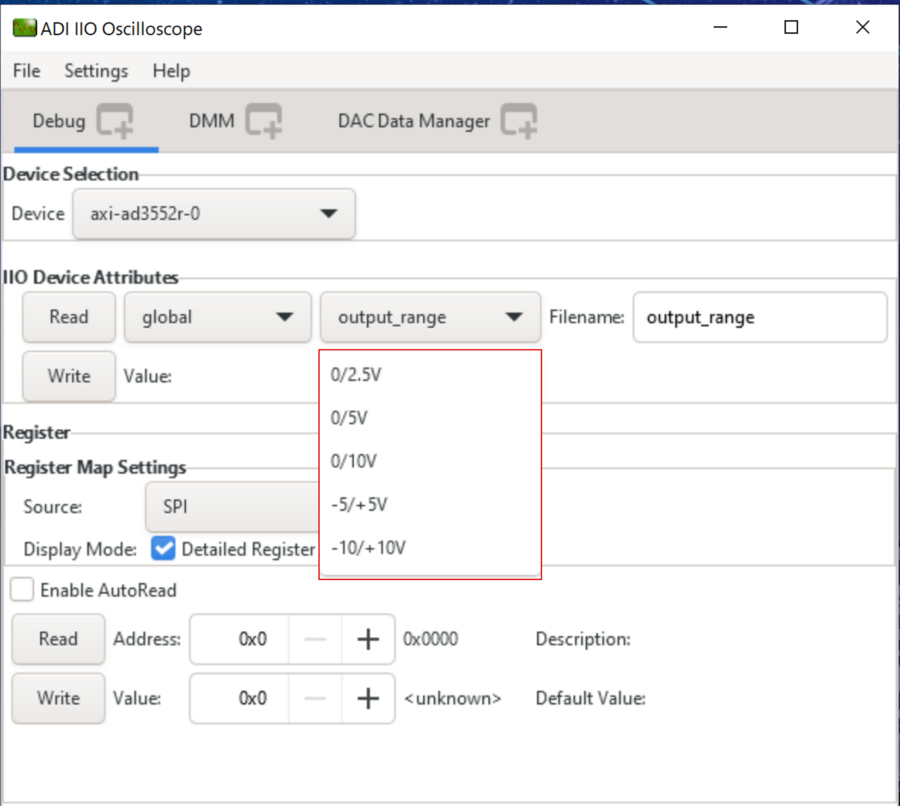 ADI IIO Oscilloscope
File Settings Help
Debug DMM DAC Data Manager
Device Selection
Device axi-ad3552r-0
IIO Device Attributes
Read global output_range Filename: output_range
Write Value:
0/2.5V
0/5V
0/10V
-5/+5V
-10/+10V
Register
Register Map Settings
Source: SPI
Display Mode: Detailed Register
Enable AutoRead
Read Address: 0x0 0x0000 Description:
Write Value: 0x0 <unknown> Default Value: